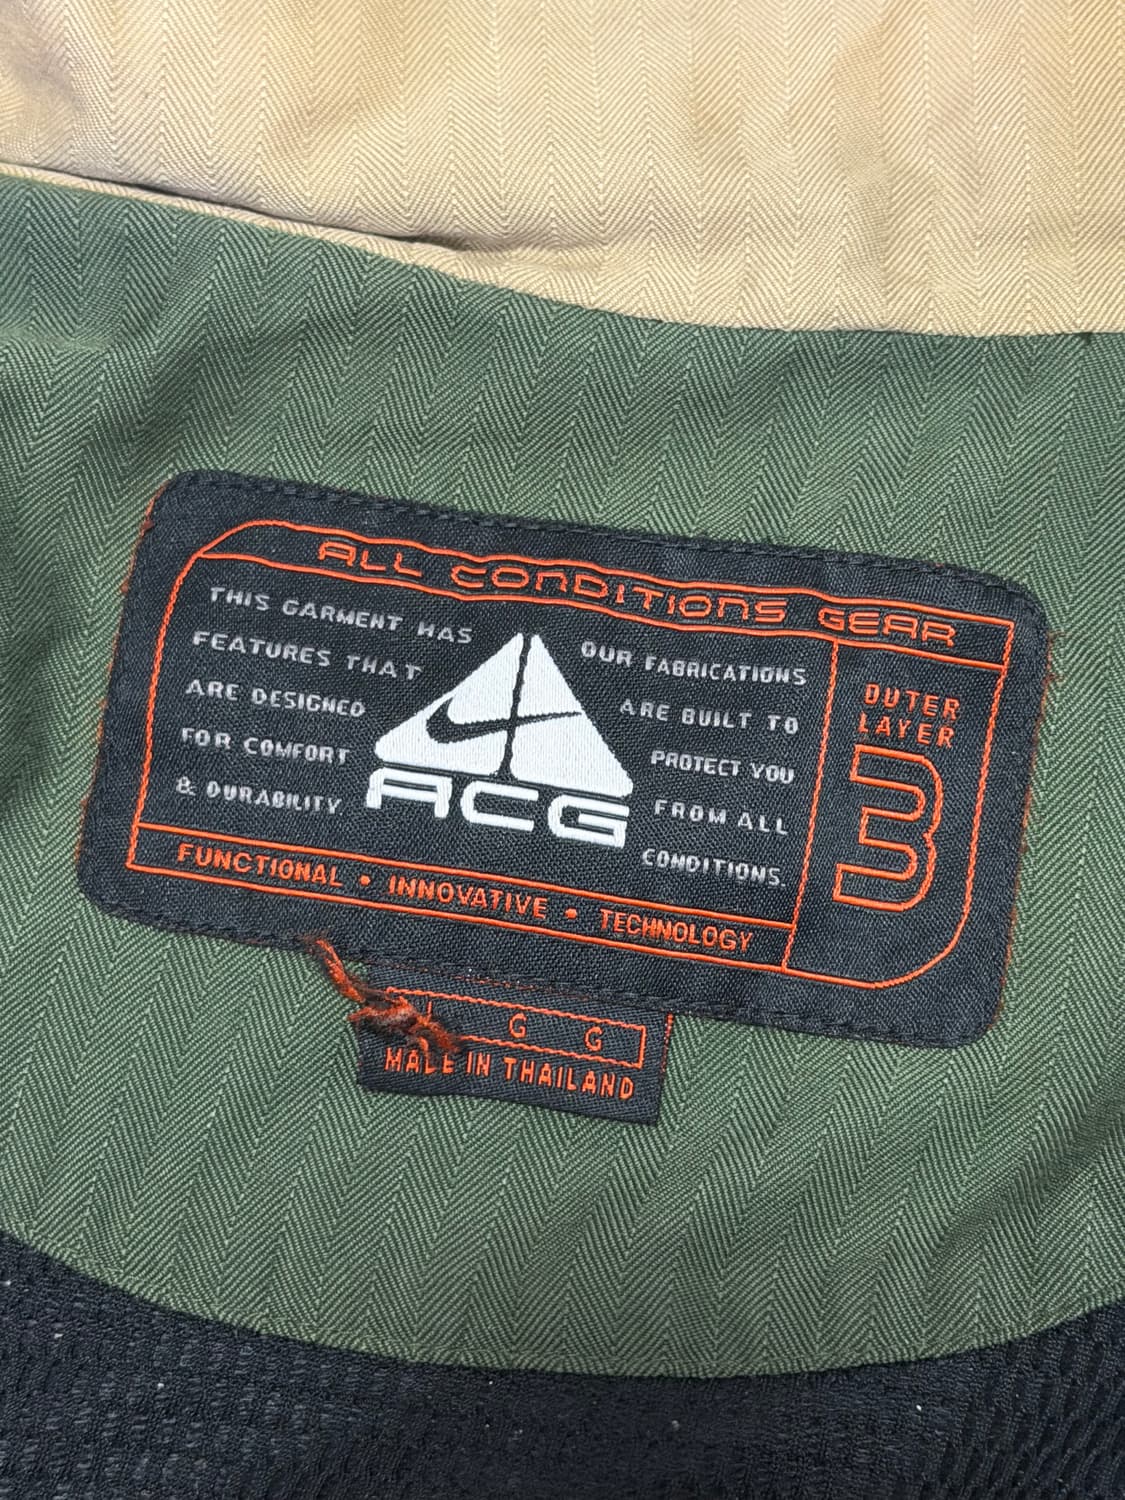 ALL CONDITIONS GEAR
THIS GARMENT HAS
FEATURES THAT
ARE DESIGNED
FOR COMFORT
& DURABILITY.
ACG
OUR FABRICATIONS
ARE BUILT TO
PROTECT YOU
FROM ALL
CONDITIONS.
OUTER
LAYER
3
FUNCTIONAL • INNOVATIVE • TECHNOLOGY
G G
MADE IN THAILAND